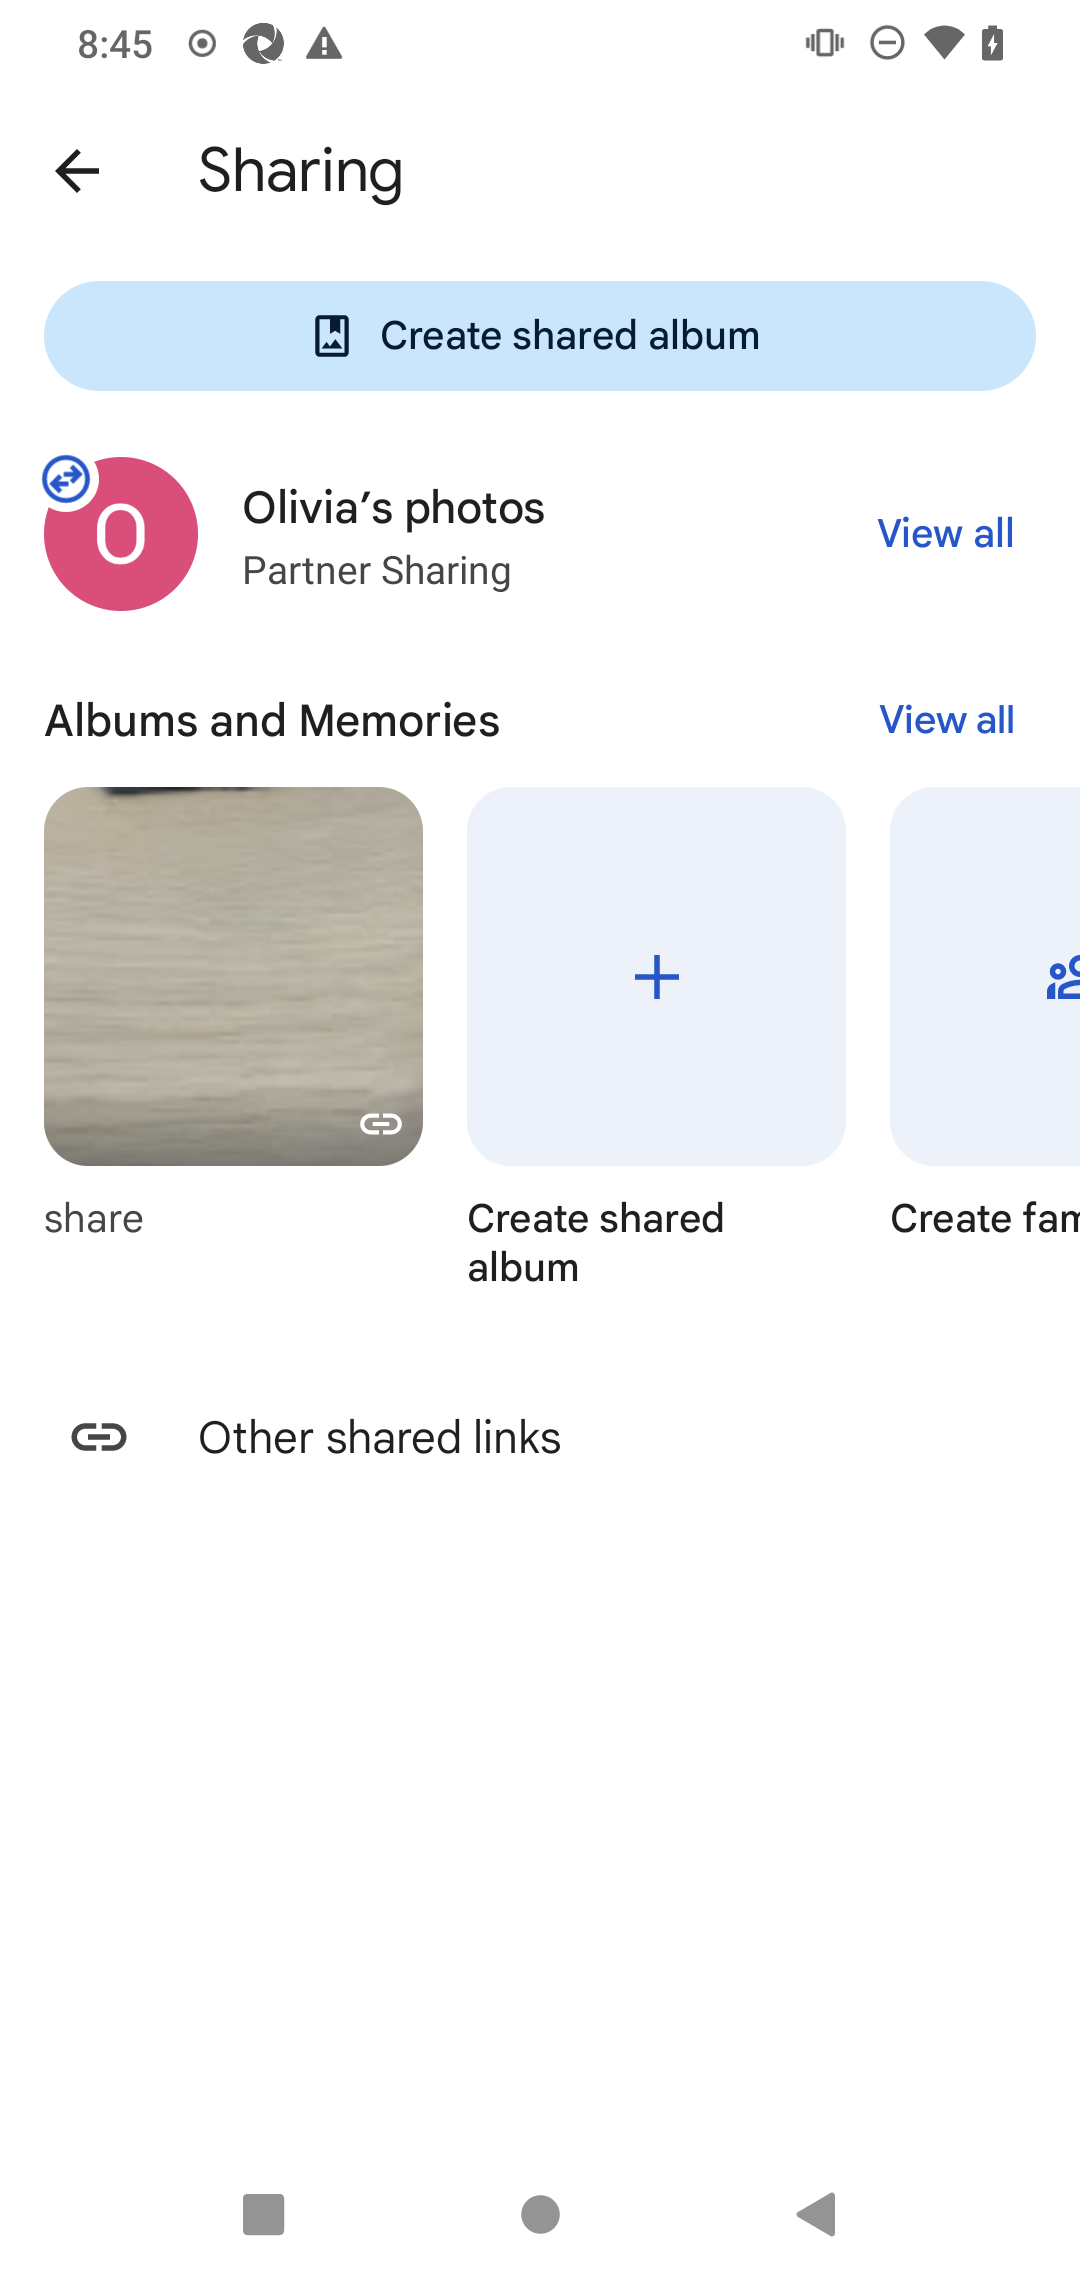 8:45
Sharing
Create shared album
O
Olivia's photos
Partner Sharing
View all
Albums and Memories
View all
share
Create shared
album
Create fam
Other shared links